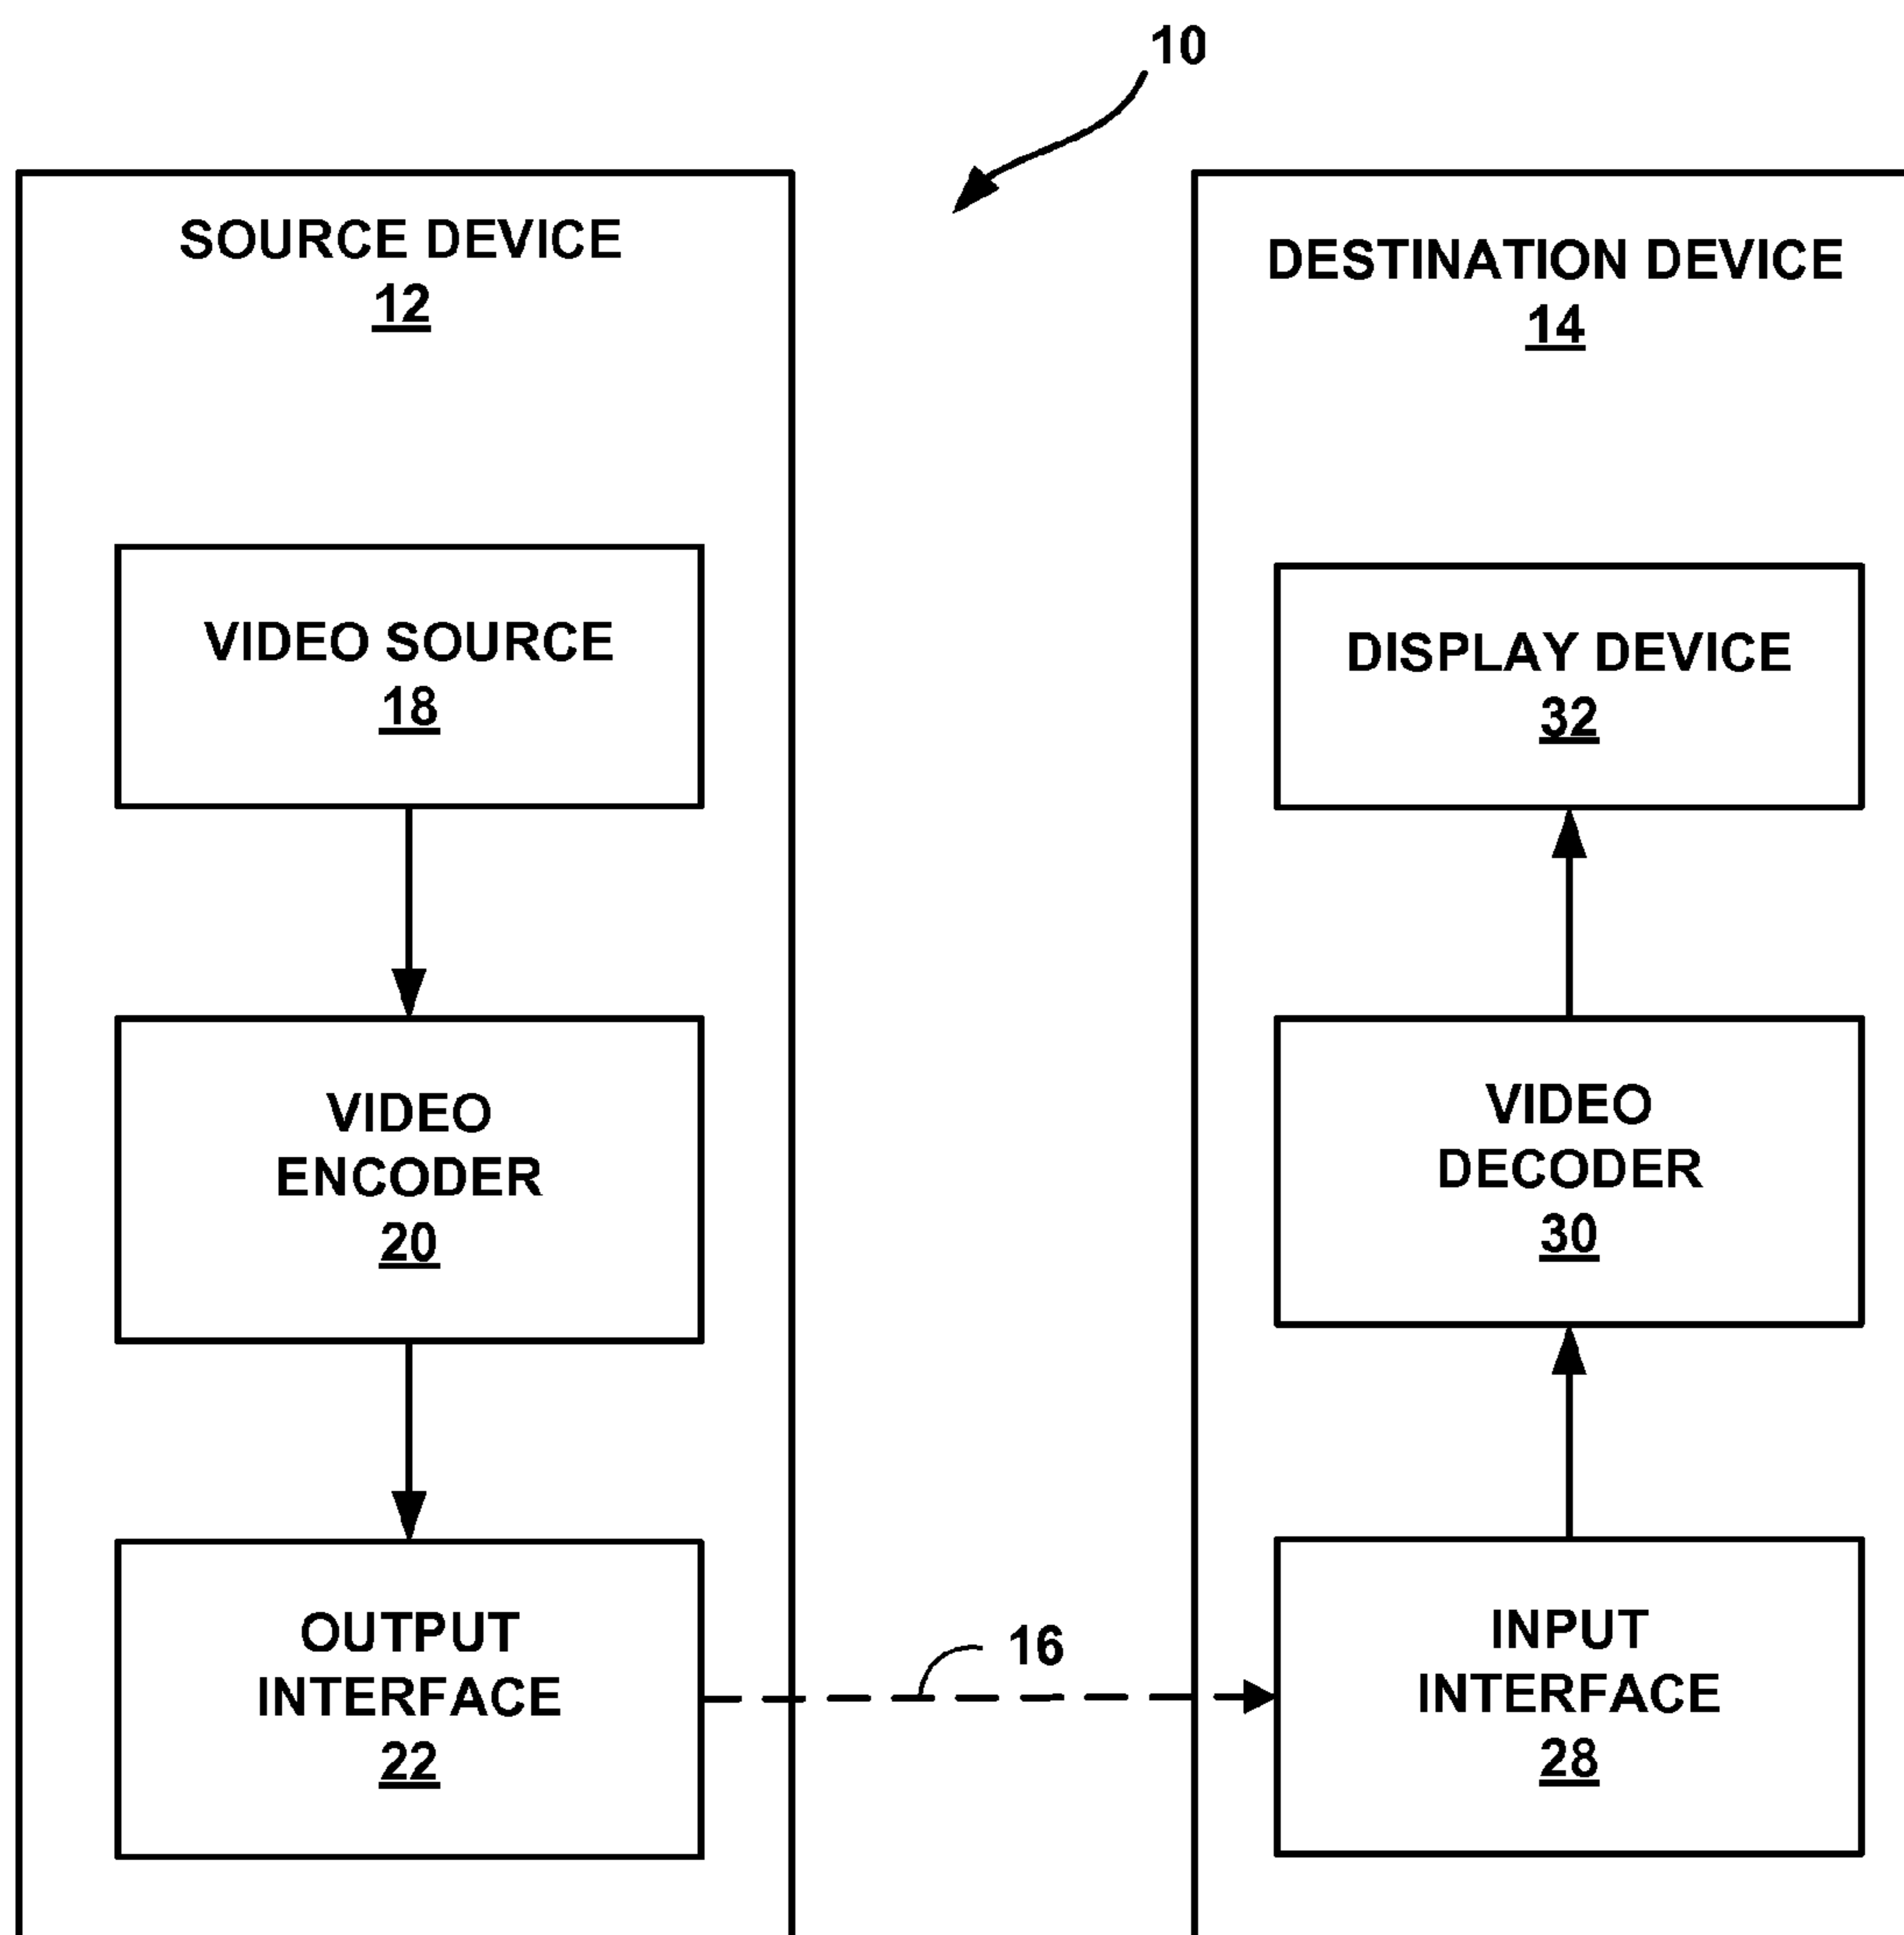 10
SOURCE DEVICE
12
VIDEO SOURCE
18
VIDEO
ENCODER
20
OUTPUT
INTERFACE
22
16
DESTINATION DEVICE
14
DISPLAY DEVICE
32
VIDEO
DECODER
30
INPUT
INTERFACE
28